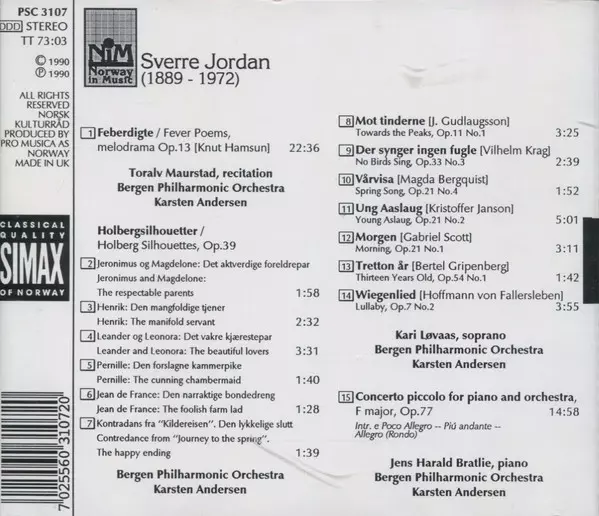 PSC 3107
DDD STEREO
TT 73:03
© 1990
℗ 1990
ALL RIGHTS
RESERVED
NORSK
KULTURRÅD
PRODUCED BY
PRO MUSICA AS
NORWAY
MADE IN UK
CLASSICAL
QUALITY
SIMAX
OF NORWAY
7025560 310720
NiM
Norway
in Music
Sverre Jordan
(1889 - 1972)
1 Feberdigte / Fever Poems,
melodrama Op.13 [Knut Hamsun] 22:36
Toralv Maurstad, recitation
Bergen Philharmonic Orchestra
Karsten Andersen
Holbergsilhouetter /
Holberg Silhouettes, Op.39
2 Jeronimus og Magdelone: Det aktverdige foreldrepar
Jeronimus and Magdelone:
The respectable parents 1:58
3 Henrik: Den mangfoldige tjener
Henrik: The manifold servant 2:32
4 Leander og Leonora: Det vakre kjærestepar
Leander and Leonora: The beautiful lovers 3:31
5 Pernille: Den forslagne kammerpike
Pernille: The cunning chambermaid 1:40
6 Jean de France: Den narraktige bondedreng
Jean de France: The foolish farm lad 1:28
7 Kontradans fra "Kildereisen". Den lykkelige slutt
Contredance from "Journey to the spring".
The happy ending 1:39
Bergen Philharmonic Orchestra
Karsten Andersen
8 Mot tinderne [J. Gudlaugsson]
Towards the Peaks, Op.11 No.1 3:25
9 Der synger ingen fugle [Vilhelm Krag]
No Birds Sing, Op.33 No.3 2:39
10 Vårvisa [Magda Bergquist]
Spring Song, Op.21 No.4 1:52
11 Ung Aaslaug [Kristoffer Janson]
Young Aslaug, Op.21 No.2 5:01
12 Morgen [Gabriel Scott]
Morning, Op.21 No.1 3:11
13 Tretton år [Bertel Gripenberg]
Thirteen Years Old, Op.54 No.1 1:42
14 Wiegenlied [Hoffmann von Fallersleben]
Lullaby, Op.7 No.2 3:55
Kari Løvaas, soprano
Bergen Philharmonic Orchestra
Karsten Andersen
15 Concerto piccolo for piano and orchestra,
F major, Op.77 14:58
Intr. e Poco Allegro -- Piú andante --
Allegro (Rondo)
Jens Harald Bratlie, piano
Bergen Philharmonic Orchestra
Karsten Andersen